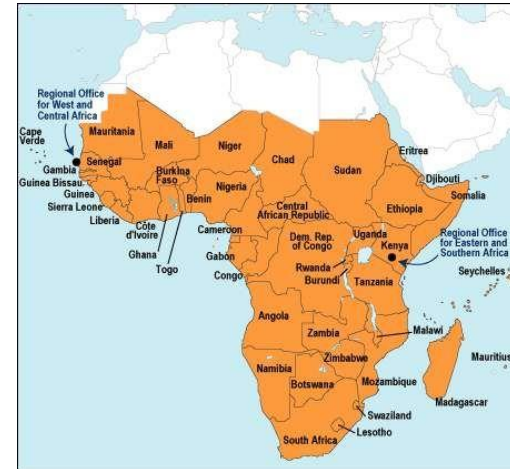 Regional Office
for West and
Central Africa
Cape
Verde
Mauritania
Mali
Niger
Chad
Sudan
Eritrea
Gambia
Senegal
Burkina
Faso
Djibouti
Guinea Bissau
Guinea
Benin
Nigeria
Somalia
Sierra Leone
Central
African Republic
Ethiopia
Liberia
Côte
d'Ivoire
Cameroon
Uganda
Regional Office
for Eastern and
Southern Africa
Ghana
Dem. Rep.
of Congo
Kenya
Togo
Gabon
Rwanda
Congo
Burundi
Tanzania
Seychelles
Angola
Zambia
Malawi
Zimbabwe
Mauritius
Namibia
Botswana
Mozambique
Madagascar
Swaziland
Lesotho
South Africa